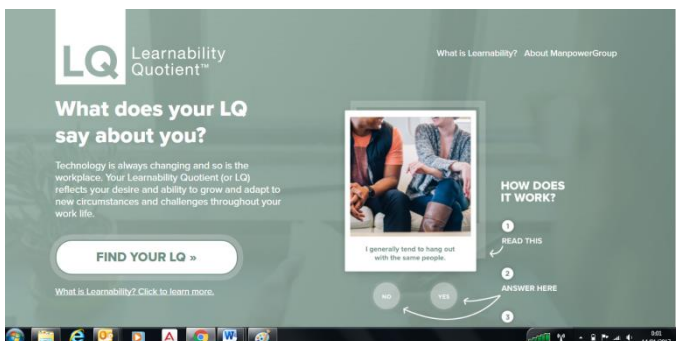 LQ Learnability
Quotient™
What is Learnability? About ManpowerGroup
What does your LQ
say about you?
Technology is always changing and so is the
workplace. Your Learnability Quotient (or LQ)
reflects your desire and ability to grow and adapt to
new circumstances and challenges throughout your
work life.
FIND YOUR LQ »
What is Learnability? Click to learn more.
I generally tend to hang out
with the same people.
NO
YES
HOW DOES
IT WORK?
1
READ THIS
2
ANSWER HERE
3
0:01